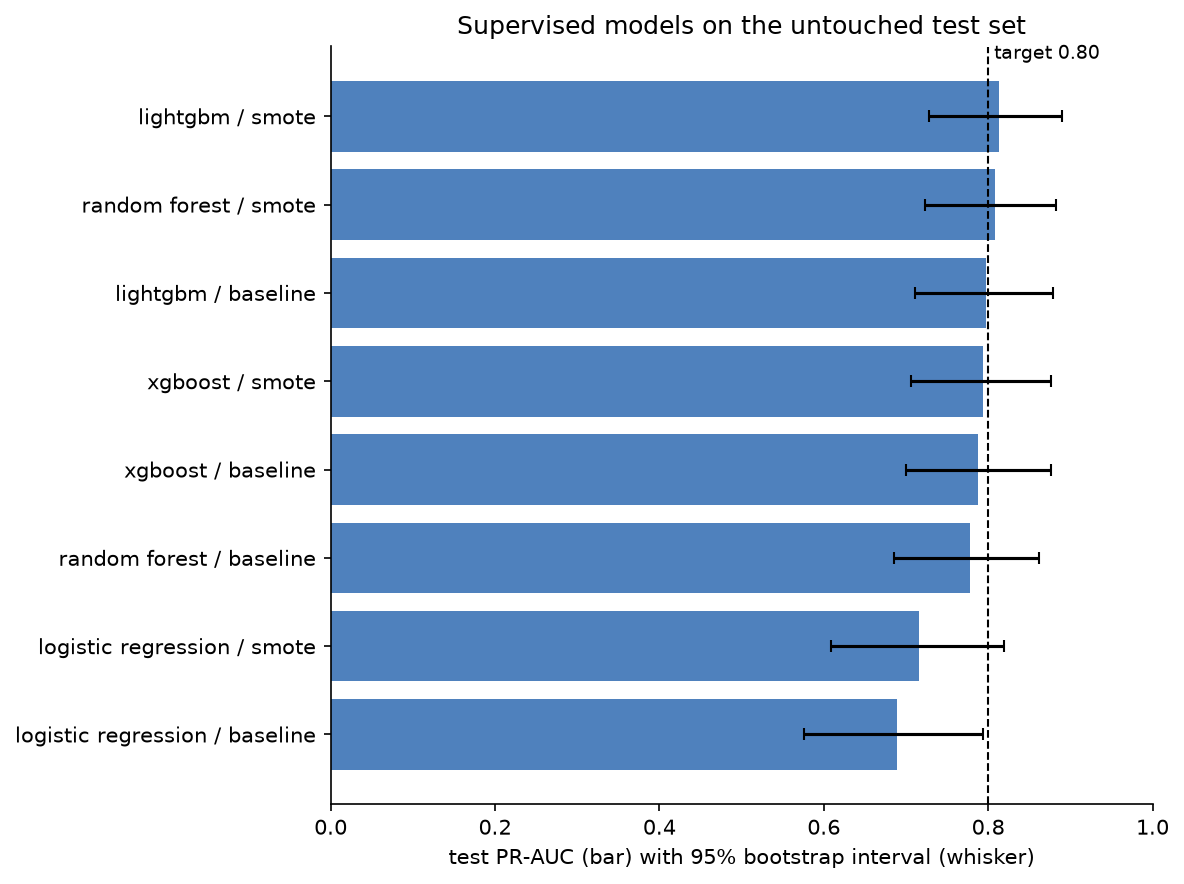 Supervised models on the untouched test set
target 0.80
lightgbm / smote
random forest / smote
lightgbm / baseline
xgboost / smote
xgboost / baseline
random forest / baseline
logistic regression / smote
logistic regression / baseline
0.0 0.2 0.4 0.6 0.8 1.0
test PR-AUC (bar) with 95% bootstrap interval (whisker)